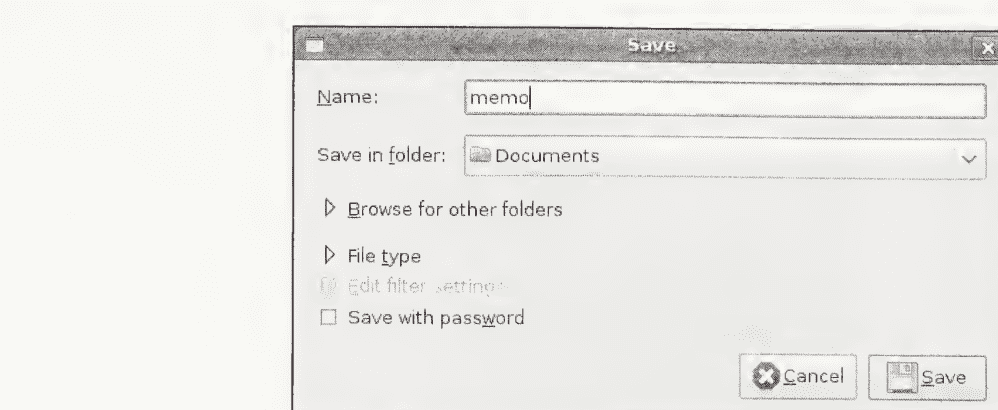 Save
Name: memo
Save in folder: Documents
Browse for other folders
File type
Edit filter settings
Save with password
Cancel Save